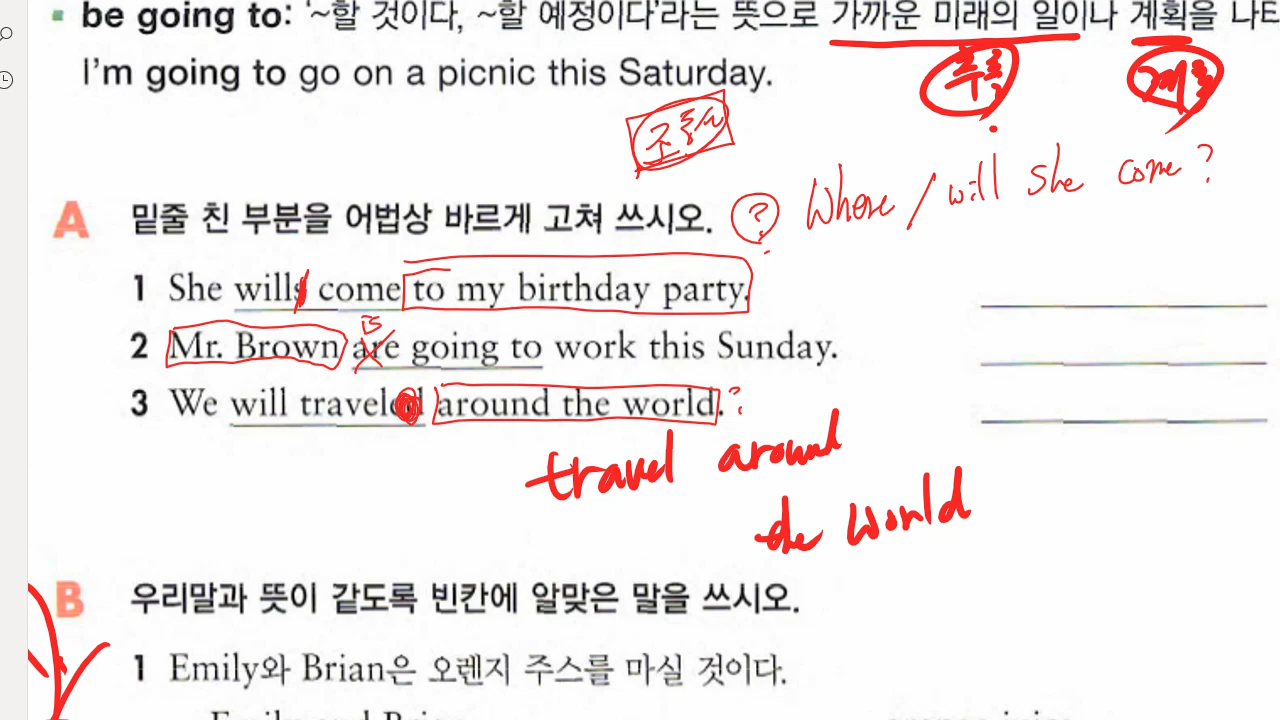 be going to: '~할 것이다, ~할 예정이다'라는 뜻으로 가까운 미래의 일이나 계획을 나타
I'm going to go on a picnic this Saturday.
조동사
A 밑줄 친 부분을 어법상 바르게 고쳐 쓰시오. ? Where / will she come?
1 She wills come to my birthday party.
is
2 Mr. Brown are going to work this Sunday.
3 We will traveled around the world. ?
travel around
the world
B 우리말과 뜻이 같도록 빈칸에 알맞은 말을 쓰시오.
1 Emily와 Brian은 오렌지 주스를 마실 것이다.
Emily and Brian
orange juice